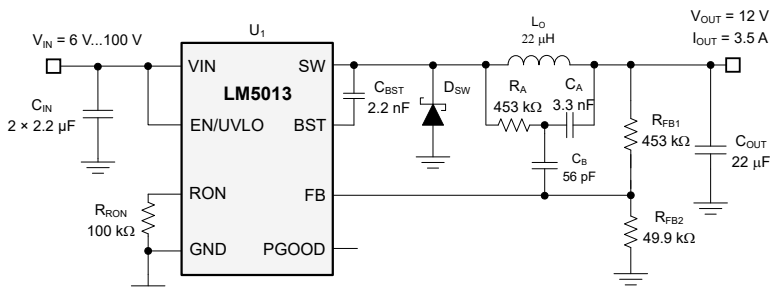 U1
VIN = 6 V...100 V
VOUT = 12 V
IOUT = 3.5 A
LO
22 μH
VIN
SW
LM5013
CBST
2.2 nF
DSW
RA
453 kΩ
CA
3.3 nF
CIN
2 × 2.2 μF
EN/UVLO
BST
RFB1
453 kΩ
COUT
22 μF
CB
56 pF
RON
FB
RRON
100 kΩ
GND
PGOOD
RFB2
49.9 kΩ